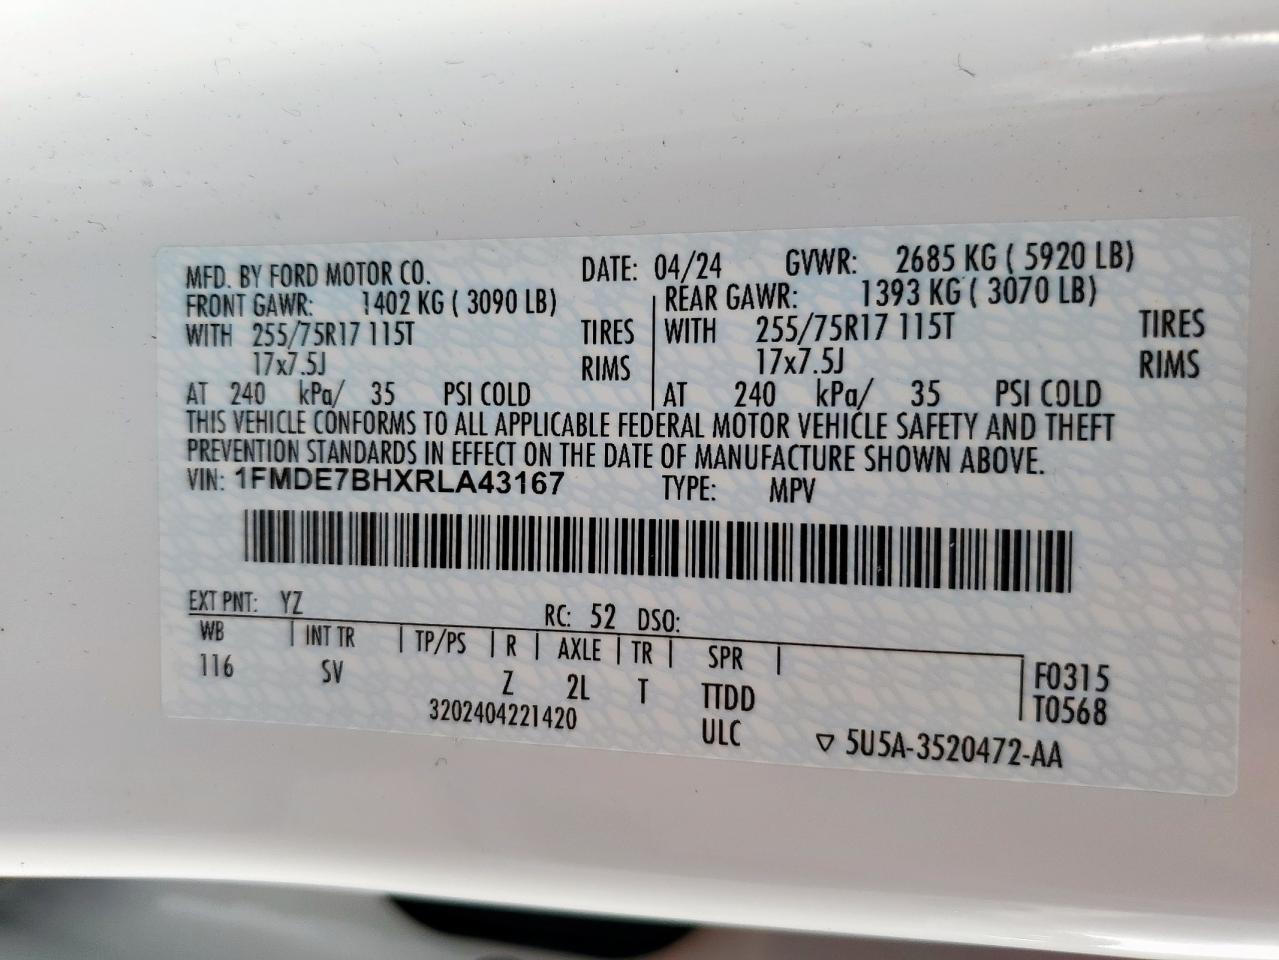 MFD. BY FORD MOTOR CO. DATE: 04/24 GVWR: 2685 KG ( 5920 LB)
FRONT GAWR: 1402 KG ( 3090 LB) REAR GAWR: 1393 KG ( 3070 LB)
WITH 255/75R17 115T TIRES WITH 255/75R17 115T TIRES
17x7.5J RIMS 17x7.5J RIMS
AT 240 kPa/ 35 PSI COLD AT 240 kPa/ 35 PSI COLD
THIS VEHICLE CONFORMS TO ALL APPLICABLE FEDERAL MOTOR VEHICLE SAFETY AND THEFT
PREVENTION STANDARDS IN EFFECT ON THE DATE OF MANUFACTURE SHOWN ABOVE.
VIN: 1FMDE7BHXRLA43167 TYPE: MPV
EXT PNT: YZ RC: 52 DSO:
WB INT TR TP/PS R AXLE TR SPR
116 SV Z 2L T TTDD F0315
3202404221420 ULC T0568
▽ 5U5A-3520472-AA